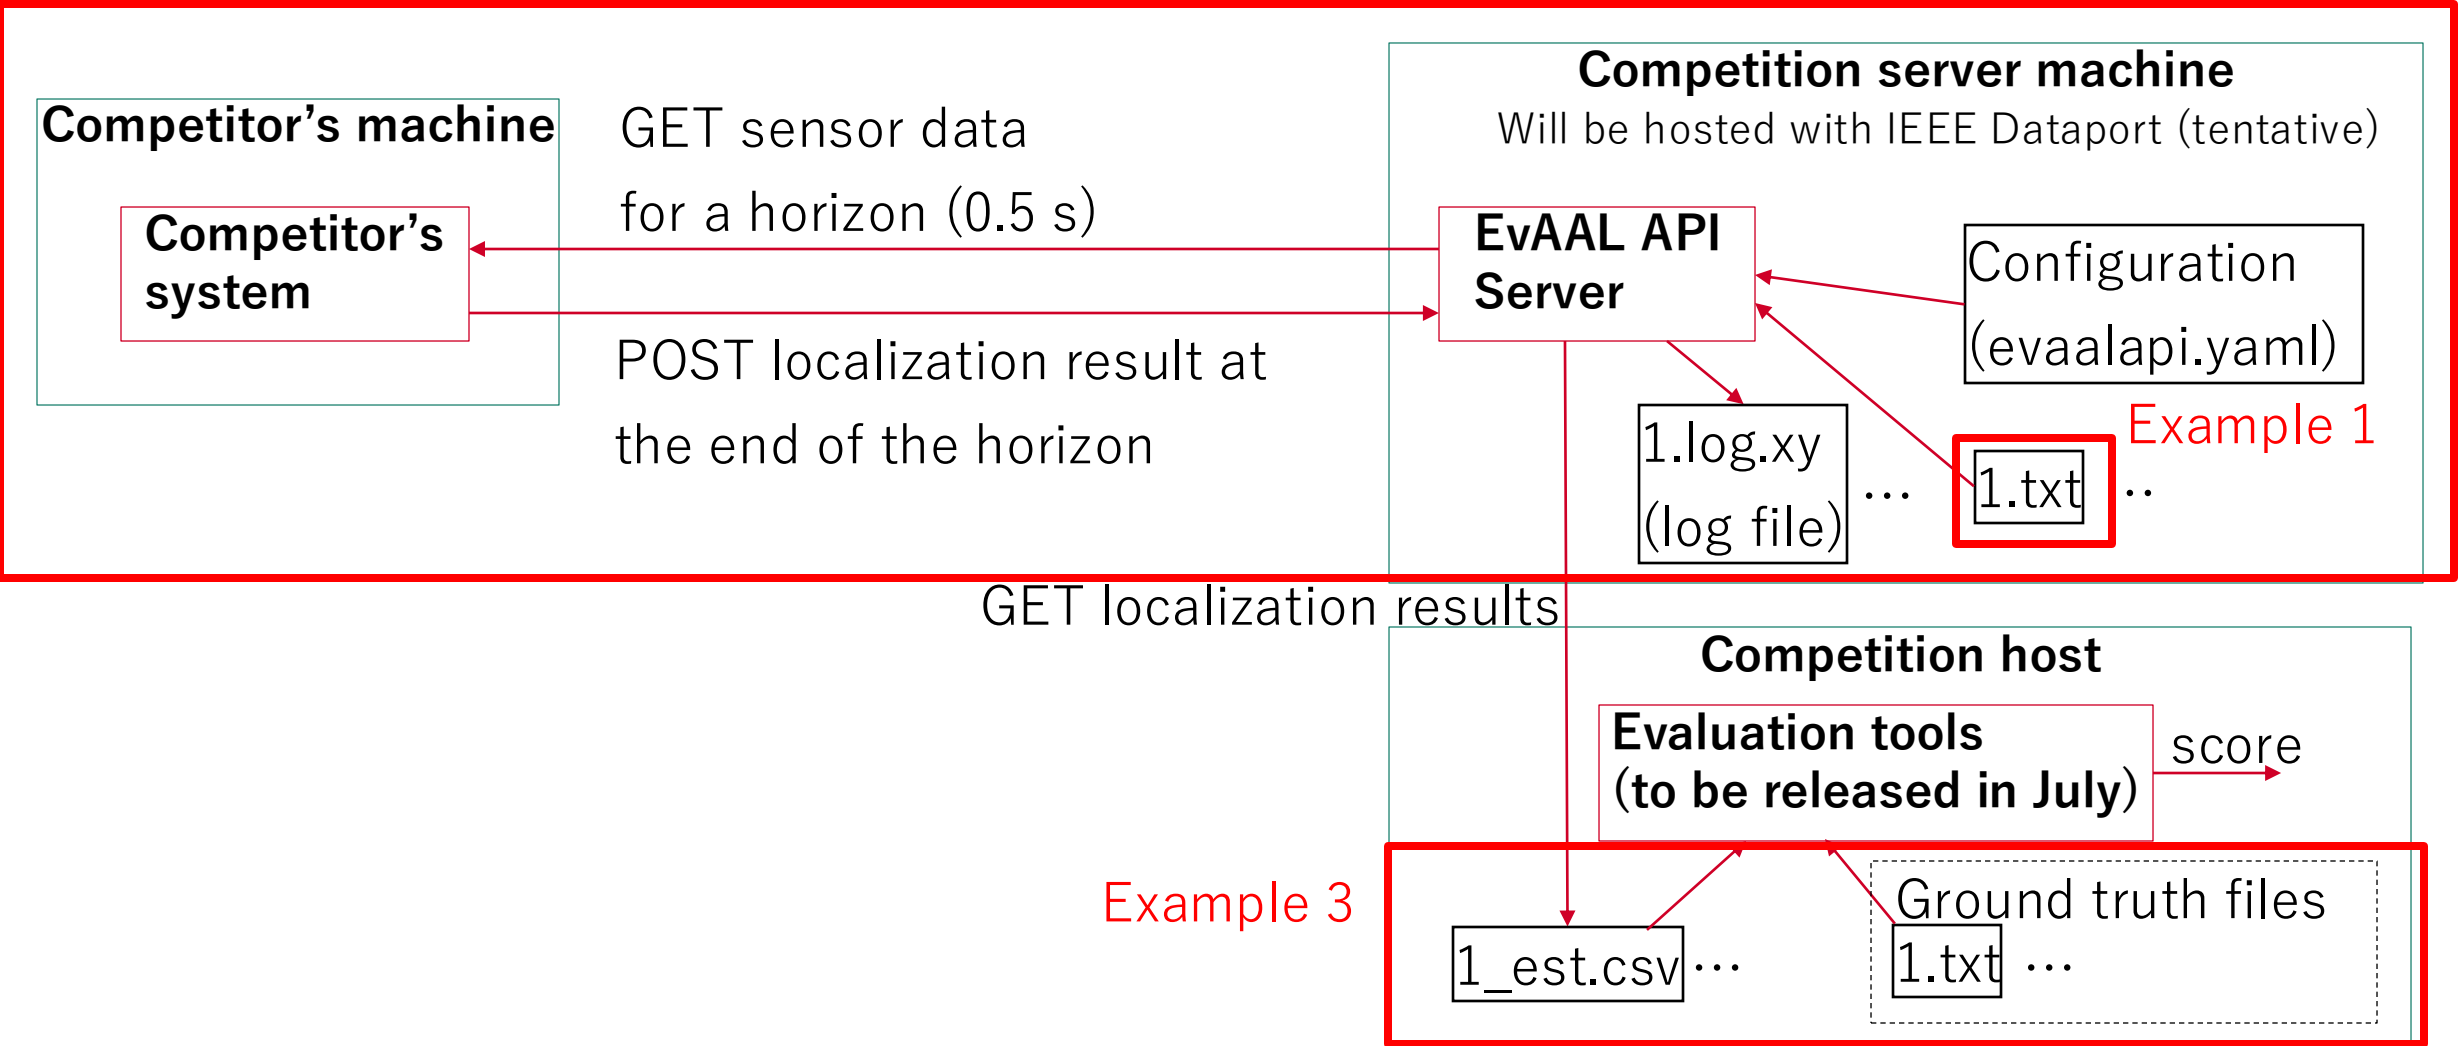 Competition server machine
Will be hosted with IEEE Dataport (tentative)
Competitor’s machine
GET sensor data
for a horizon (0.5 s)
Competitor’s
system
EvAAL API
Server
Configuration
(evaalapi.yaml)
POST localization result at
the end of the horizon
Example 1
1.log.xy
(log file)
…
1.txt
..
GET localization results
Competition host
Evaluation tools
(to be released in July)
score
Example 3
Ground truth files
1_est.csv
…
1.txt
…